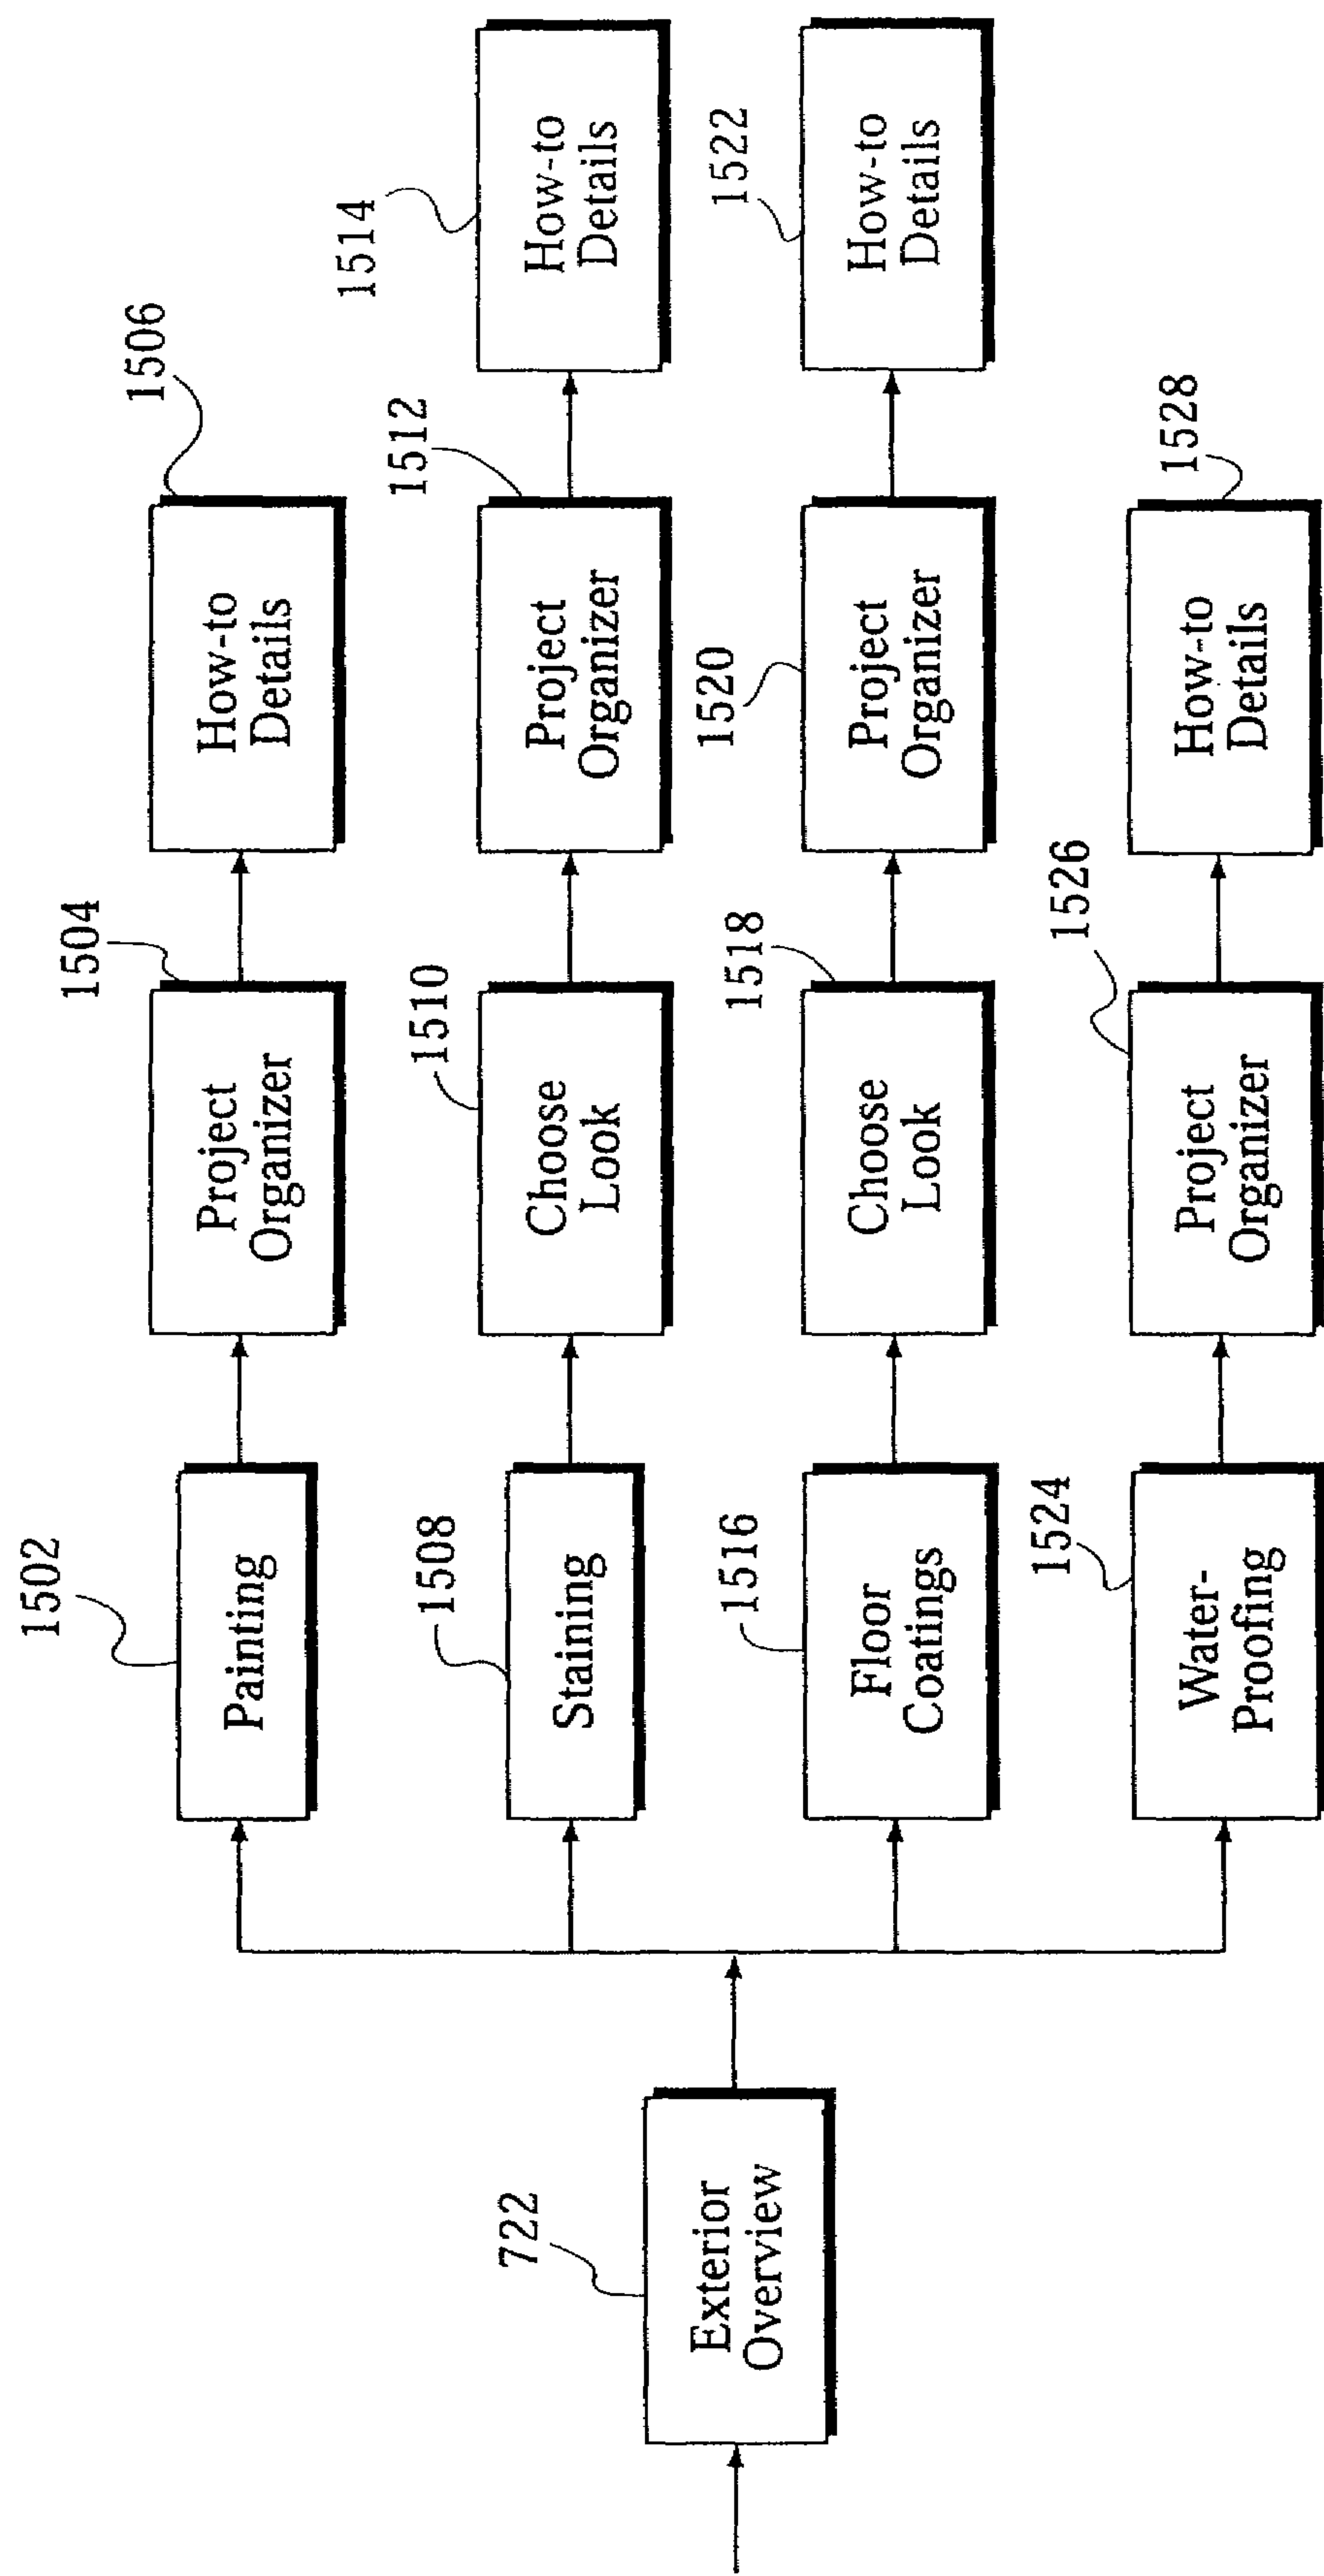 722
Exterior
Overview
1502
Painting
1504
Project
Organizer
1506
How-to
Details
1508
Staining
1510
Choose
Look
1512
Project
Organizer
1514
How-to
Details
1516
Floor
Coatings
1518
Choose
Look
1520
Project
Organizer
1522
How-to
Details
1524
Water-
Proofing
1526
Project
Organizer
1528
How-to
Details